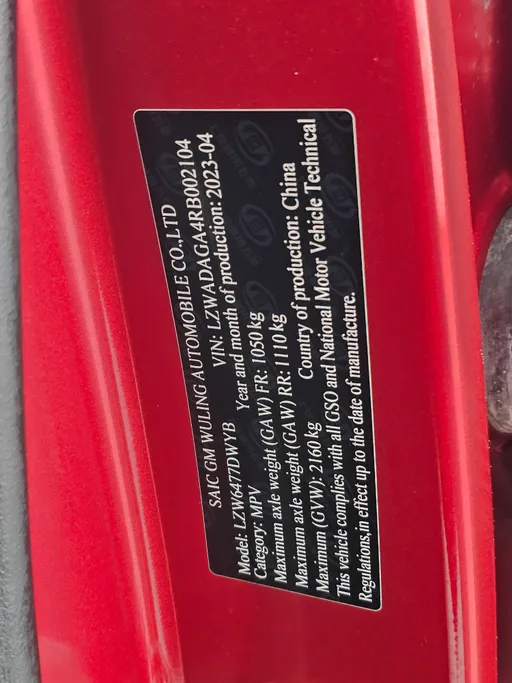 SAIC GM WULING AUTOMOBILE CO.,LTD
Model: LZW6477DWYB VIN: LZWADAGA4RB002104
Category: MPV Year and month of production: 2023-04
Maximum axle weight (GAW) FR: 1050 kg
Maximum axle weight (GAW) RR: 1110 kg
Maximum (GVW): 2160 kg Country of production: China
This vehicle complies with all GSO and National Motor Vehicle Technical
Regulations,in effect up to the date of manufacture.